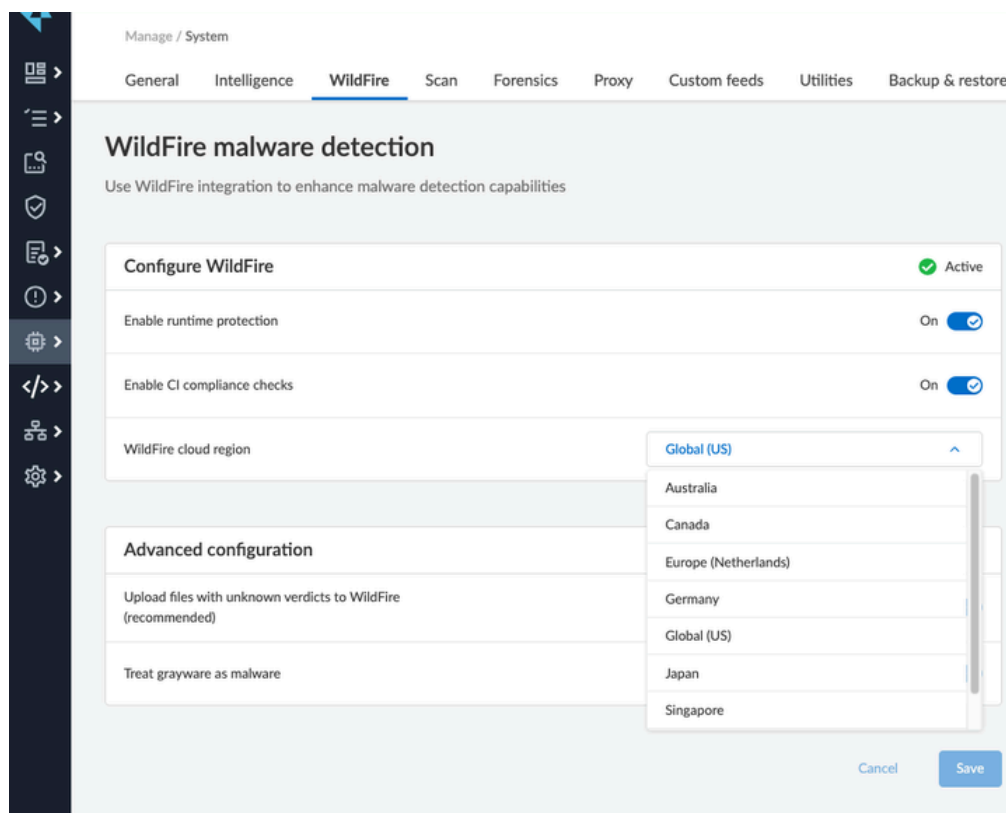 Manage / System
General Intelligence WildFire Scan Forensics Proxy Custom feeds Utilities Backup & restore
WildFire malware detection
Use WildFire integration to enhance malware detection capabilities
Configure WildFire
Active
Enable runtime protection
On
Enable CI compliance checks
On
WildFire cloud region
Global (US)
Australia
Canada
Europe (Netherlands)
Germany
Global (US)
Japan
Singapore
Advanced configuration
Upload files with unknown verdicts to WildFire
(recommended)
Treat grayware as malware
Cancel Save